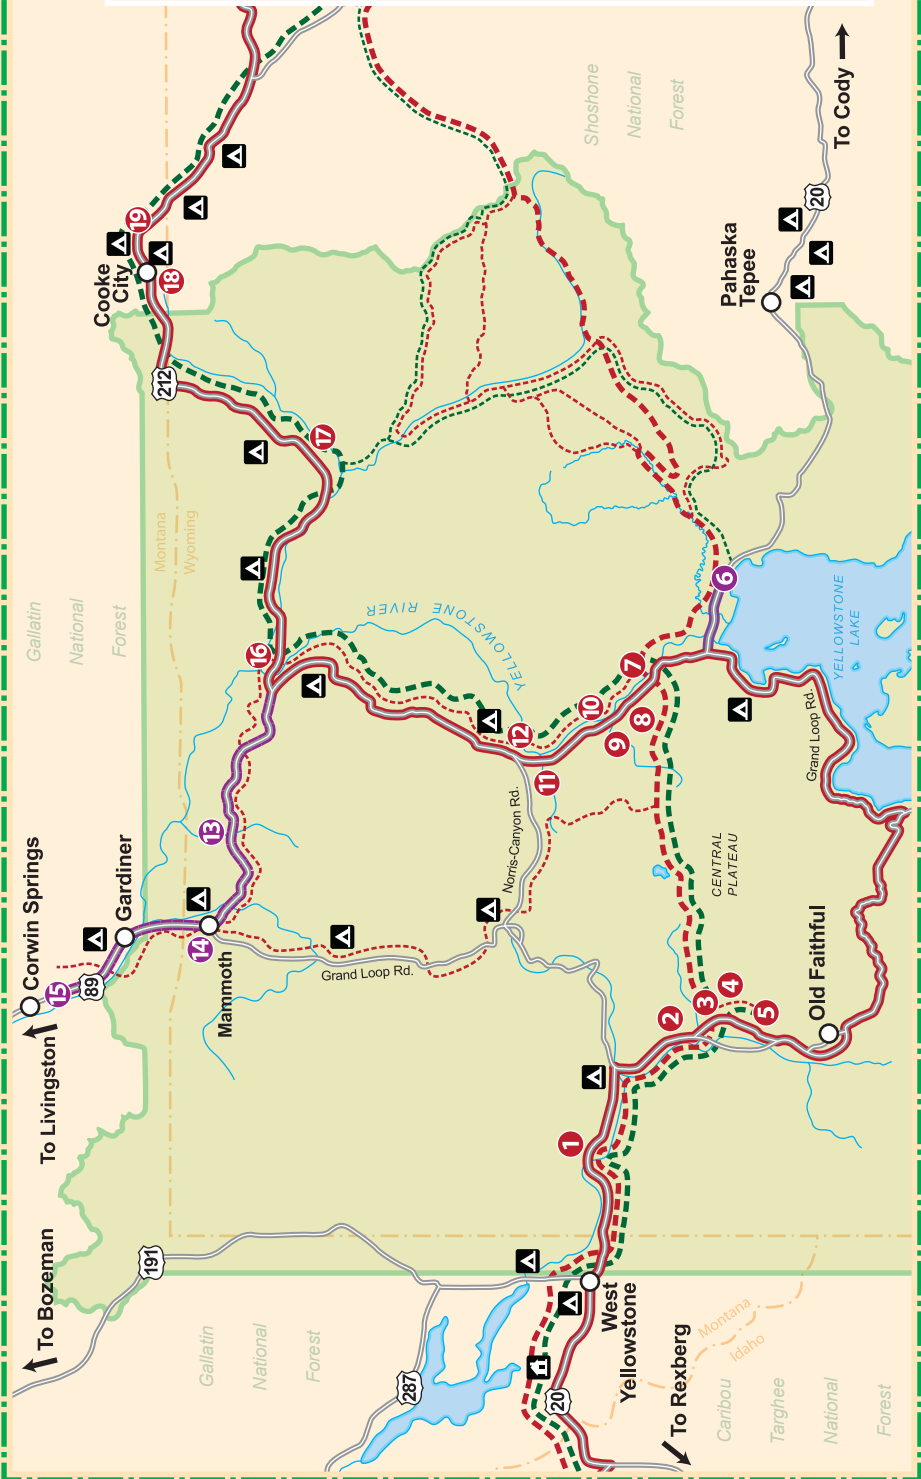 To Bozeman
To Livingston
Corwin Springs
15
89
Gardiner
Gallatin
National
Forest
191
Montana
Wyoming
212
Cooke
City
18
19
14
Mammoth
13
16
17
Gallatin
National
Forest
Grand Loop Rd.
YELLOWSTONE RIVER
287
Norris-Canyon Rd.
12
11
10
9
8
7
20
West
Yellowstone
1
Shoshone
National
Forest
To Rexberg
Montana
Idaho
2
3
4
5
CENTRAL
PLATEAU
6
Pahaska
Tepee
20
To Cody
Caribou
Targhee
National
Forest
Old Faithful
Grand Loop Rd.
YELLOWSTONE
LAKE